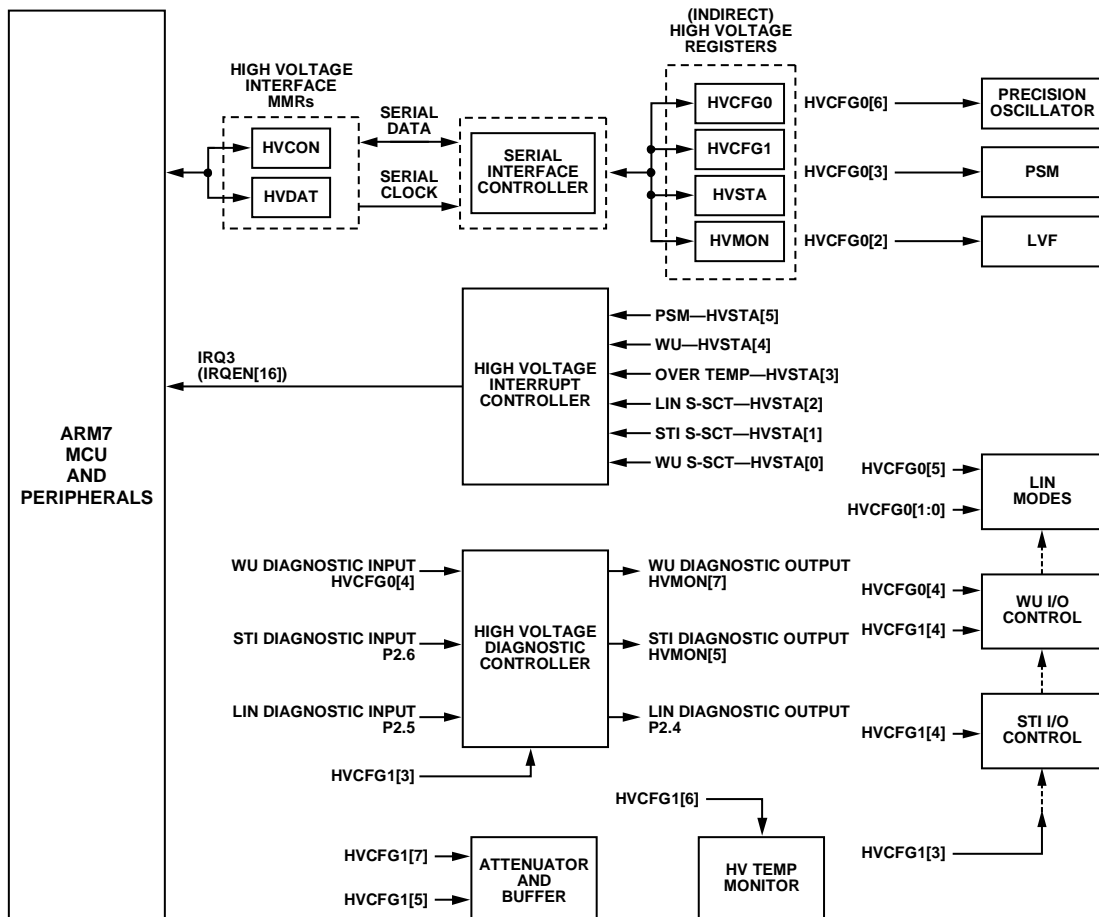 (INDIRECT)
HIGH VOLTAGE
REGISTERS
HIGH VOLTAGE
INTERFACE
MMRs
HVCON
HVDAT
SERIAL
DATA
SERIAL
CLOCK
SERIAL
INTERFACE
CONTROLLER
HVCFG0
HVCFG1
HVSTA
HVMON
HVCFG0[6]
PRECISION
OSCILLATOR
HVCFG0[3]
PSM
HVCFG0[2]
LVF
ARM7
MCU
AND
PERIPHERALS
IRQ3
(IRQEN[16])
HIGH VOLTAGE
INTERRUPT
CONTROLLER
PSM—HVSTA[5]
WU—HVSTA[4]
OVER TEMP—HVSTA[3]
LIN S-SCT—HVSTA[2]
STI S-SCT—HVSTA[1]
WU S-SCT—HVSTA[0]
HVCFG0[5]
HVCFG0[1:0]
LIN
MODES
WU DIAGNOSTIC INPUT
HVCFG0[4]
STI DIAGNOSTIC INPUT
P2.6
LIN DIAGNOSTIC INPUT
P2.5
HIGH VOLTAGE
DIAGNOSTIC
CONTROLLER
WU DIAGNOSTIC OUTPUT
HVMON[7]
STI DIAGNOSTIC OUTPUT
HVMON[5]
LIN DIAGNOSTIC OUTPUT
P2.4
HVCFG0[4]
HVCFG1[4]
WU I/O
CONTROL
HVCFG1[4]
STI I/O
CONTROL
HVCFG1[3]
HVCFG1[6]
HV TEMP
MONITOR
HVCFG1[3]
HVCFG1[7]
HVCFG1[5]
ATTENUATOR
AND
BUFFER